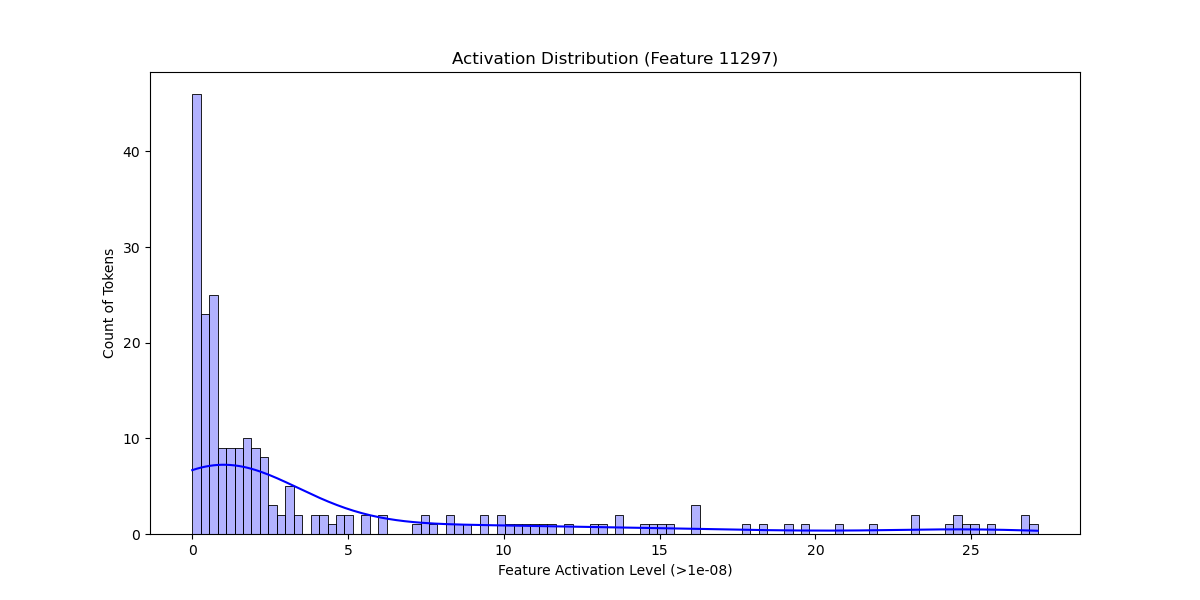 Activation Distribution (Feature 11297)
Count of Tokens
40
30
20
10
0
0 5 10 15 20 25
Feature Activation Level (>1e-08)